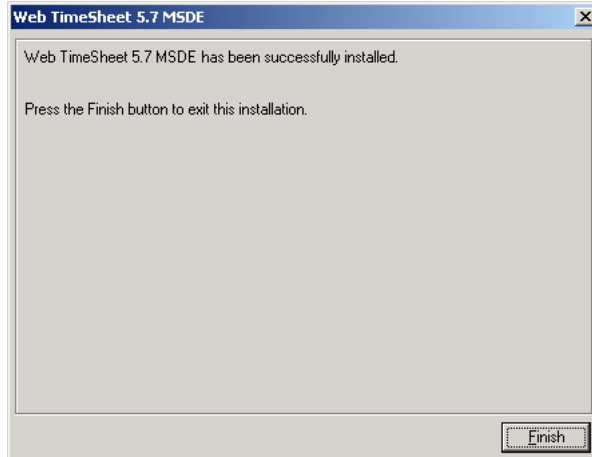 Web TimeSheet 5.7 MSDE
Web TimeSheet 5.7 MSDE has been successfully installed.
Press the Finish button to exit this installation.
Finish